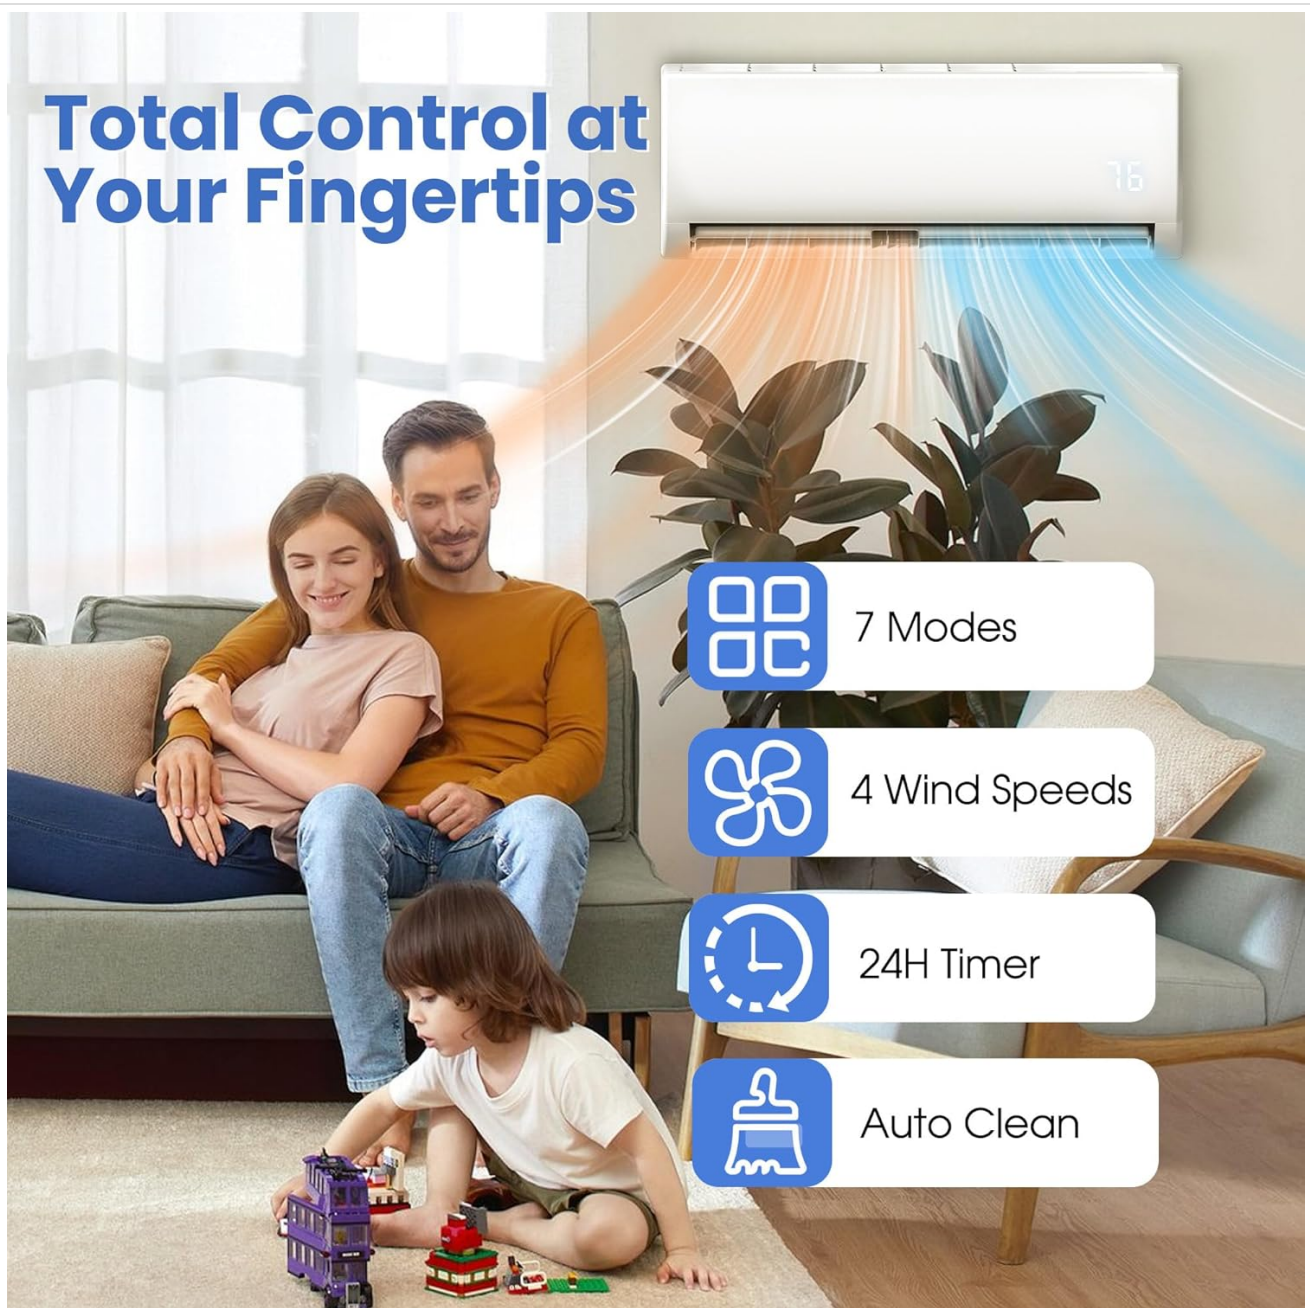 Total Control at
Your Fingertips
76
7 Modes
4 Wind Speeds
24H Timer
Auto Clean